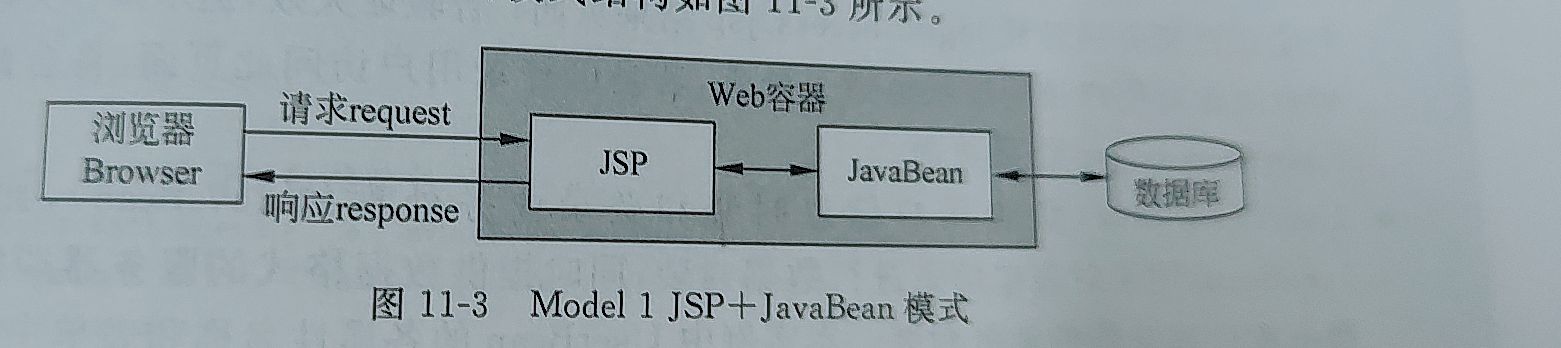 构如图 11-3 所示。
Web容器
请求request
浏览器
Browser
JSP
JavaBean
数据库
响应response
图 11-3 Model 1 JSP+JavaBean 模式